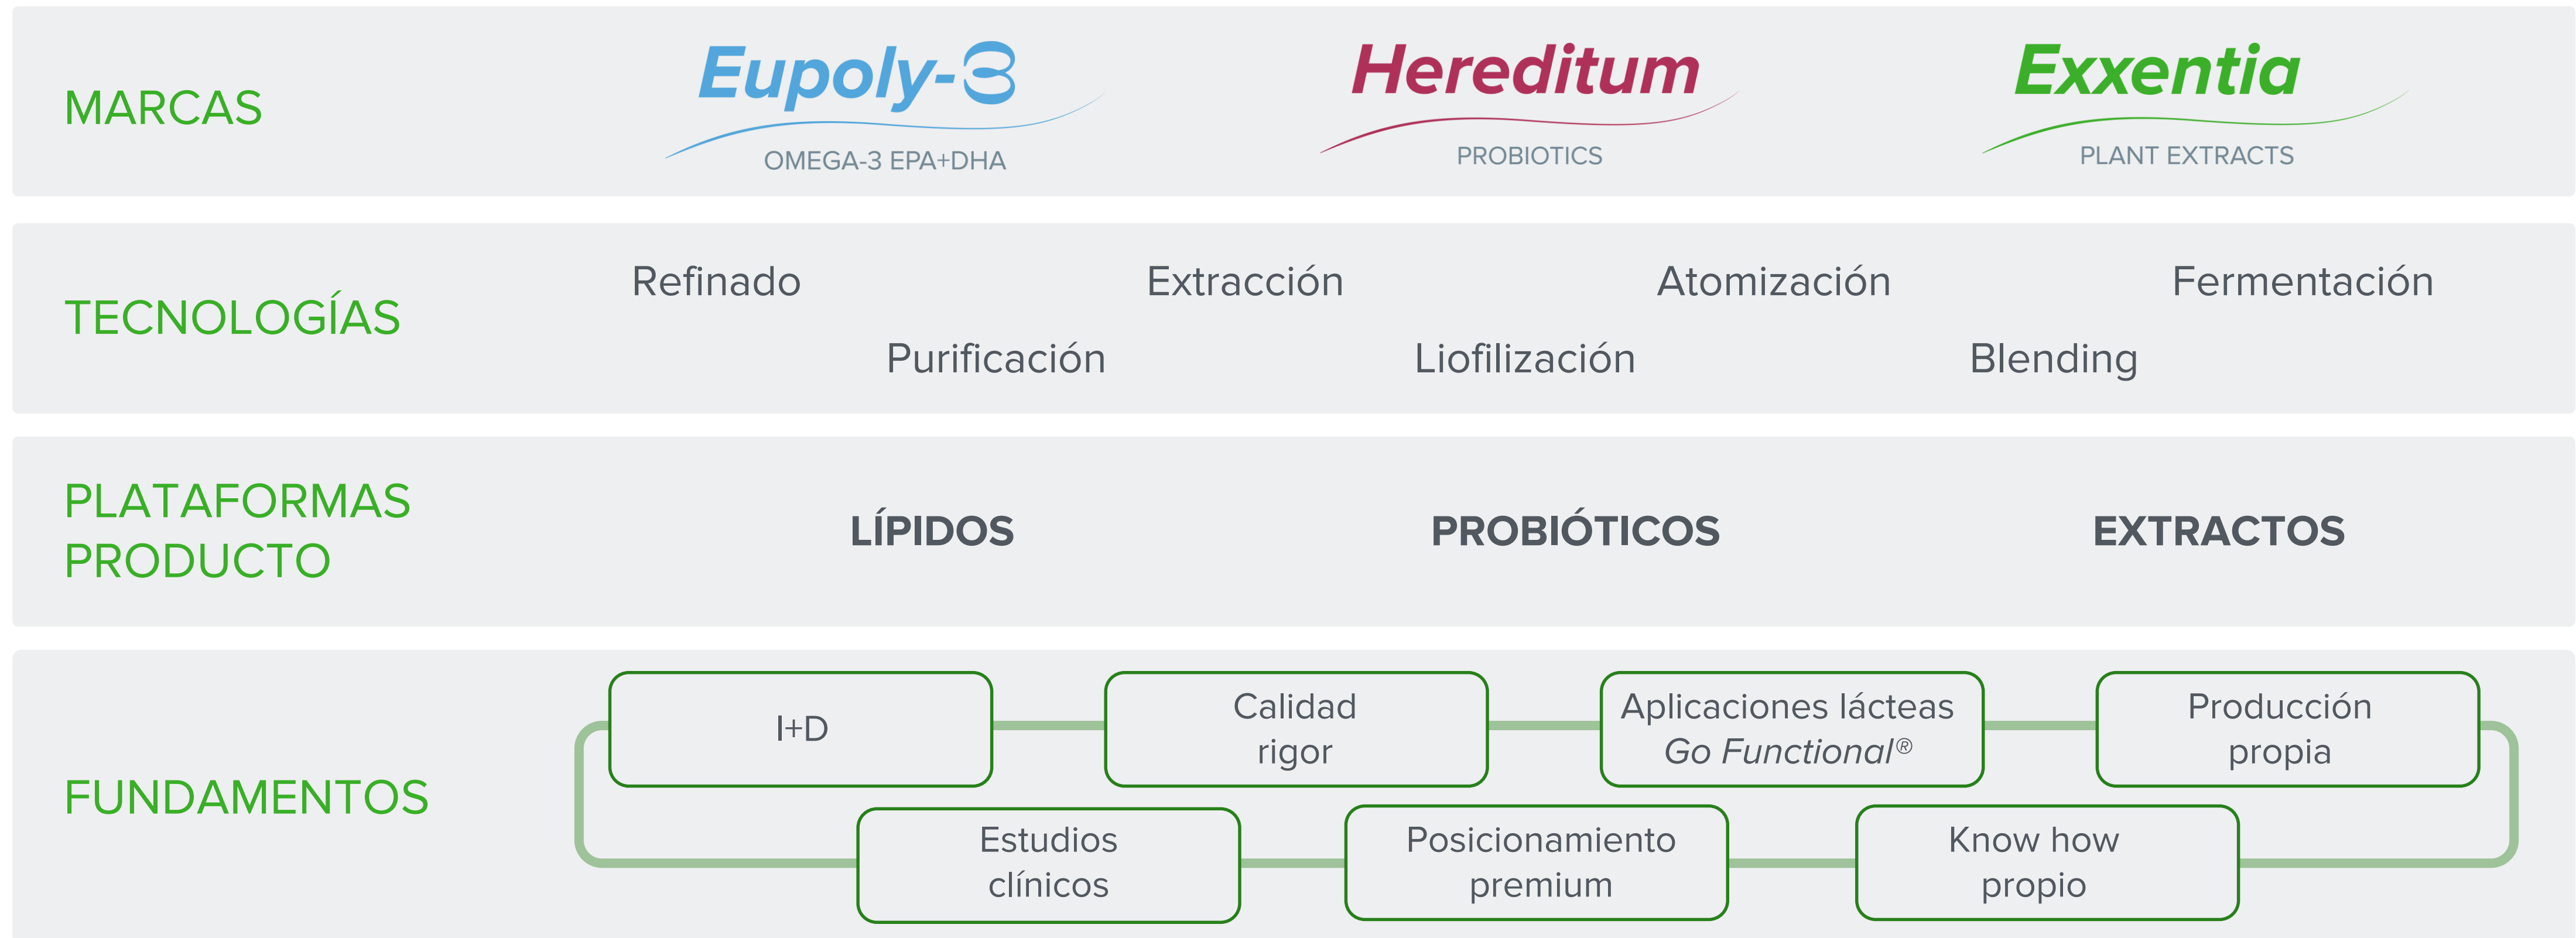 MARCAS
Eupoly-3
OMEGA-3 EPA+DHA
Hereditum
PROBIOTICS
Exxentia
PLANT EXTRACTS
TECNOLOGÍAS
Refinado
Extracción
Atomización
Fermentación
Purificación
Liofilización
Blending
PLATAFORMAS
PRODUCTO
LÍPIDOS
PROBIÓTICOS
EXTRACTOS
FUNDAMENTOS
I+D
Calidad
rigor
Aplicaciones lácteas
Go Functional®
Producción
propia
Estudios
clínicos
Posicionamiento
premium
Know how
propio